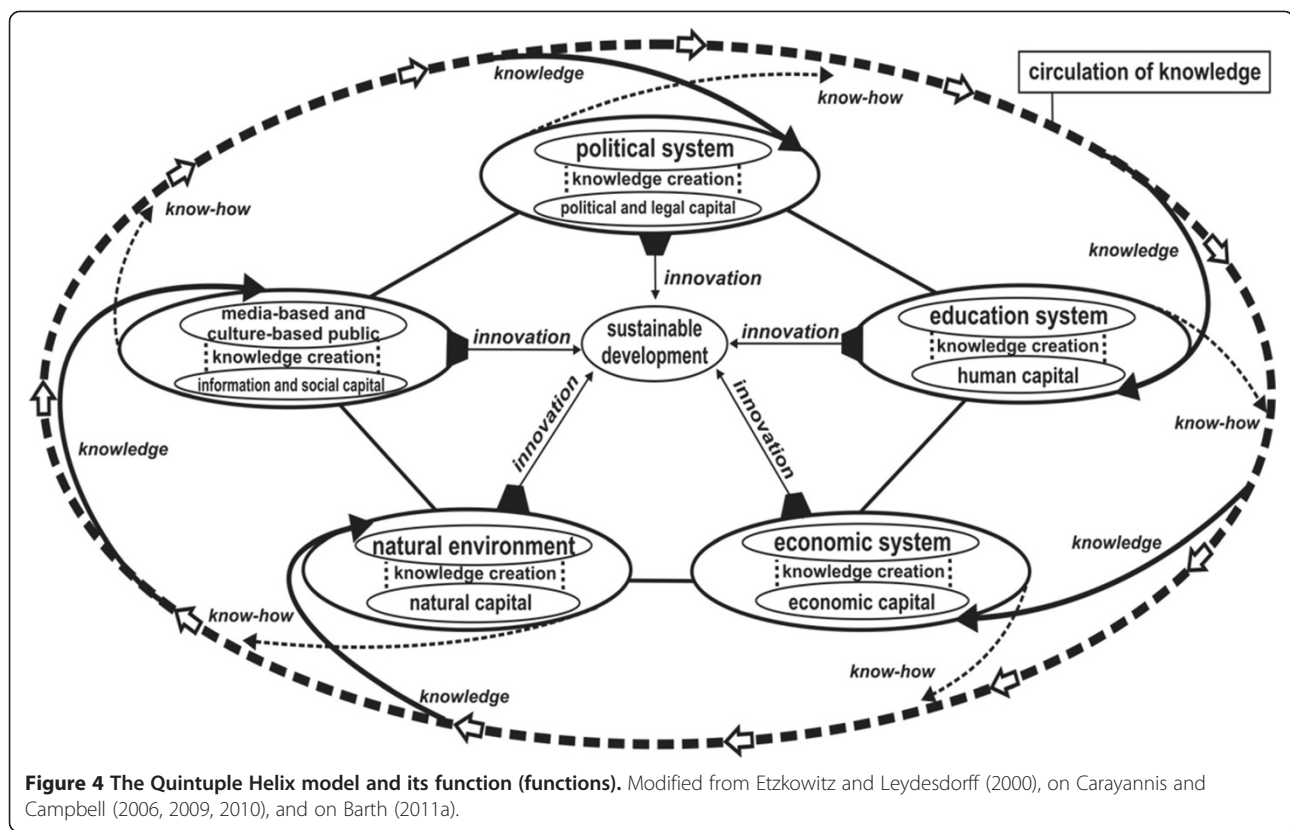 circulation of knowledge
knowledge
know-how
political system
knowledge creation
political and legal capital
know-how
innovation
knowledge
media-based and
culture-based public
knowledge creation
information and social capital
innovation
sustainable
development
innovation
education system
knowledge creation
human capital
know-how
knowledge
innovation
innovation
knowledge
natural environment
knowledge creation
natural capital
economic system
knowledge creation
economic capital
know-how
know-how
knowledge
Figure 4 The Quintuple Helix model and its function (functions). Modified from Etzkowitz and Leydesdorff (2000), on Carayannis and
Campbell (2006, 2009, 2010), and on Barth (2011a).